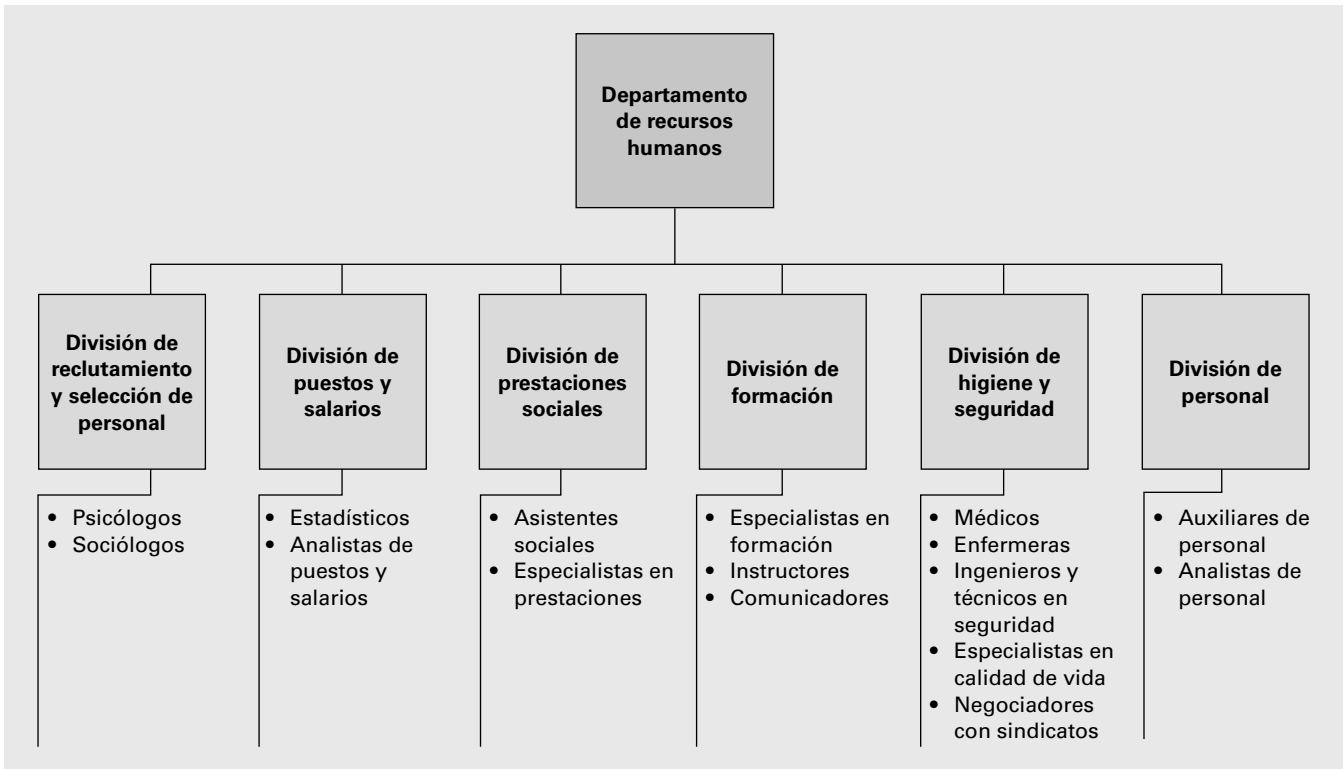 Departamento
de recursos
humanos
División de
reclutamiento
y selección de
personal
División de
puestos y
salarios
División de
prestaciones
sociales
División de
formación
División de
higiene y
seguridad
División de
personal
• Psicólogos
• Sociólogos
• Estadísticos
• Analistas de
puestos y
salarios
• Asistentes
sociales
• Especialistas en
prestaciones
• Especialistas en
formación
• Instructores
• Comunicadores
• Médicos
• Enfermeras
• Ingenieros y
técnicos en
seguridad
• Especialistas en
calidad de vida
• Negociadores
con sindicatos
• Auxiliares de
personal
• Analistas de
personal